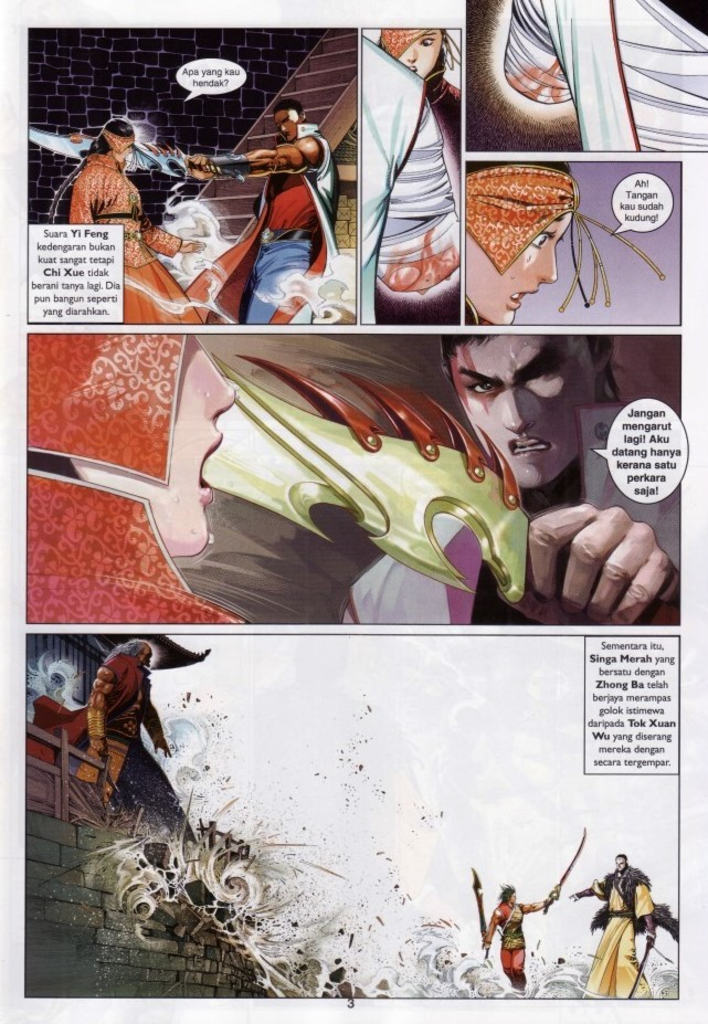 Apa yang kau
hendak?
Suara Yi Feng
kedengaran bukan
kuat sangat tetapi
Chi Xue tidak
berani tanya lagi. Dia
pun bangun seperti
yang diarahkan.
Ah!
Tangan
kau sudah
kudung!
Jangan
mengarut
lagi! Aku
datang hanya
kerana satu
perkara
saja!
Sementara itu,
Singa Merah yang
bersatu dengan
Zhong Ba telah
berjaya merampas
golok istimewa
daripada Tok Xuan
Wu yang diserang
mereka dengan
secara tergempar.
3